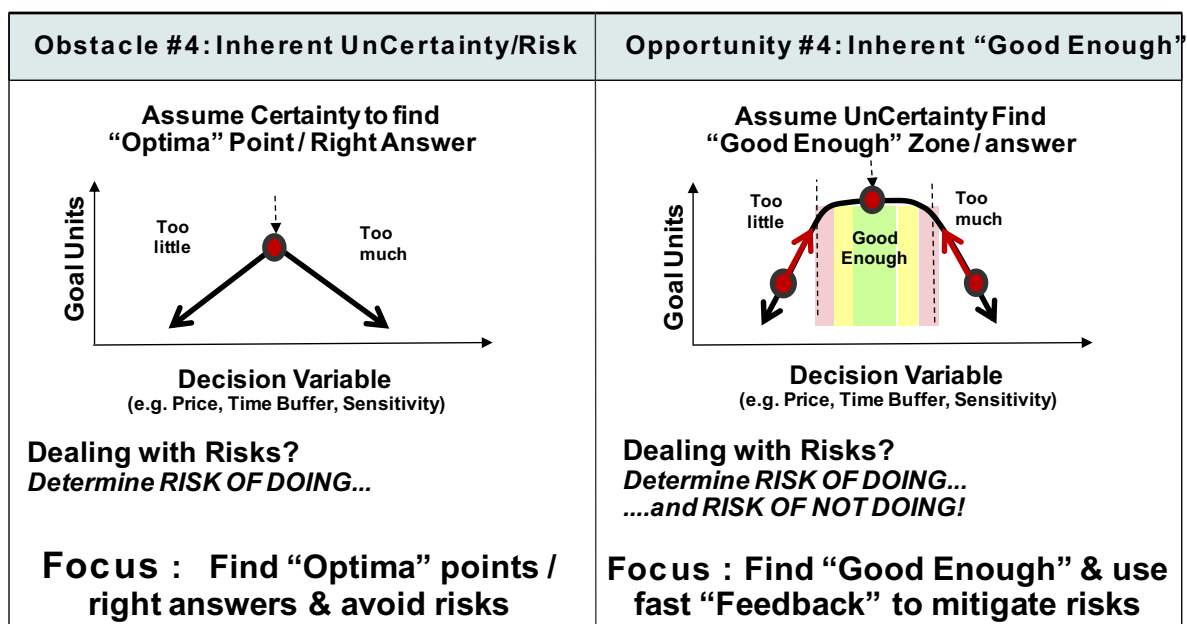 Obstacle #4: Inherent UnCertainty/Risk
Assume Certainty to find
“Optima” Point / Right Answer
Goal Units
Too
little
Too
much
Decision Variable
(e.g. Price, Time Buffer, Sensitivity)
Dealing with Risks?
Determine RISK OF DOING...
Focus : Find “Optima” points /
right answers & avoid risks
Opportunity #4: Inherent “Good Enough”
Assume UnCertainty Find
“Good Enough” Zone / answer
Goal Units
Too
little
Good
Enough
Too
much
Decision Variable
(e.g. Price, Time Buffer, Sensitivity)
Dealing with Risks?
Determine RISK OF DOING...
....and RISK OF NOT DOING!
Focus : Find “Good Enough” & use
fast “Feedback” to mitigate risks